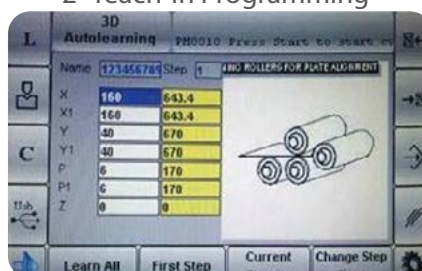 2 Teach-in Programming
L
3D
Autolearning
PM0010 Press Start to start
Name 123456789 Step 1
X 160 643.4
X1 160 643.4
Y 40 670
Y1 40 670
P 6 170
P1 6 170
Z 0 0
ROLLERS FOR PLATE ALIGNMENT
C
Usb
Learn All
First Step
Current
Change Step